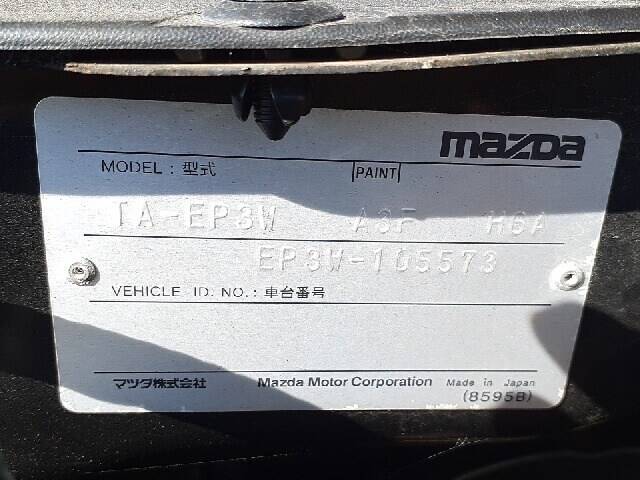 mazda
MODEL : 型式 PAINT
TA-EP3W A3F H6A
EP3W-105573
VEHICLE ID. NO. : 車台番号
マツダ株式会社 Mazda Motor Corporation Made in Japan
(8595B)